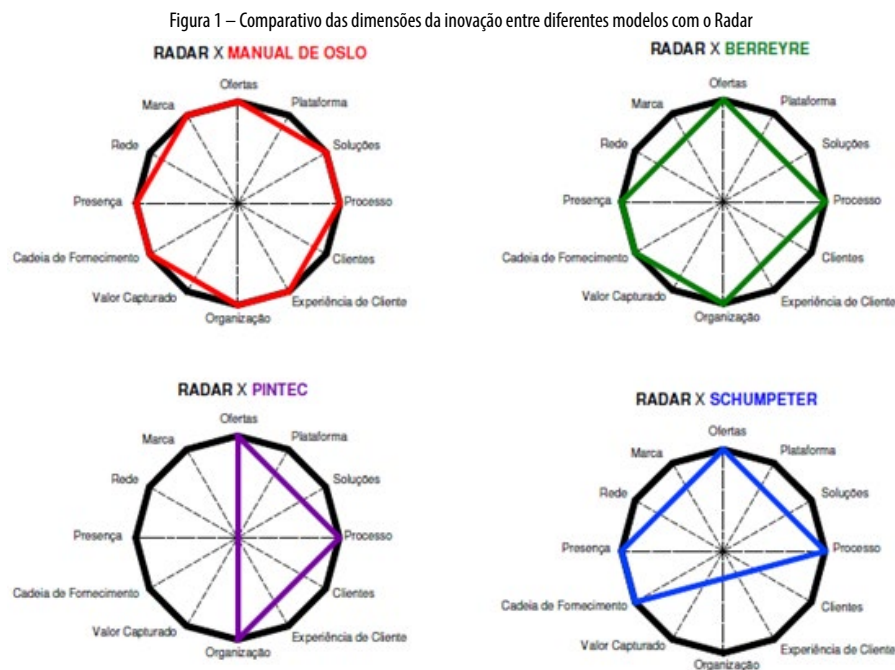 Figura 1 – Comparativo das dimensões da inovação entre diferentes modelos com o Radar
RADAR X MANUAL DE OSLO
Ofertas
Marca
Plataforma
Rede
Soluções
Presença
Processo
Cadeia de Fornecimento
Clientes
Valor Capturado
Experiência de Cliente
Organização
RADAR X BERREYRE
Ofertas
Marca
Plataforma
Rede
Soluções
Presença
Processo
Cadeia de Fornecimento
Clientes
Valor Capturado
Experiência de Cliente
Organização
RADAR X PINTEC
Ofertas
Marca
Plataforma
Rede
Soluções
Presença
Processo
Cadeia de Fornecimento
Clientes
Valor Capturado
Experiência de Cliente
Organização
RADAR X SCHUMPETER
Ofertas
Marca
Plataforma
Rede
Soluções
Presença
Processo
Cadeia de Fornecimento
Clientes
Valor Capturado
Experiência de Cliente
Organização